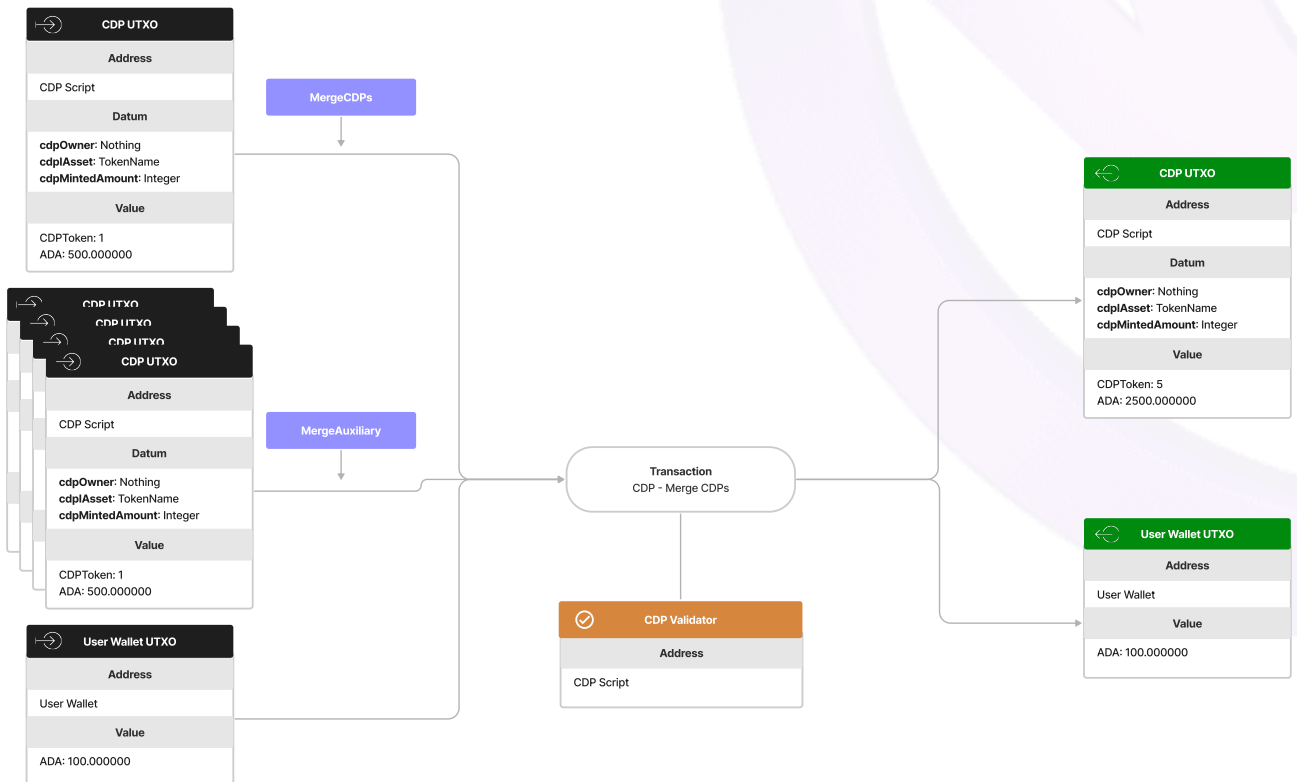 CDP UTXO
Address
CDP Script
Datum
cdpOwner: Nothing
cdpIAsset: TokenName
cdpMintedAmount: Integer
Value
CDPToken: 1
ADA: 500.000000
MergeCDPs
CDP UTXO
CDP UTXO
CDP UTXO
CDP UTXO
Address
CDP Script
Datum
cdpOwner: Nothing
cdpIAsset: TokenName
cdpMintedAmount: Integer
Value
CDPToken: 1
ADA: 500.000000
MergeAuxiliary
User Wallet UTXO
Address
User Wallet
Value
ADA: 100.000000
Transaction
CDP - Merge CDPs
CDP Validator
Address
CDP Script
CDP UTXO
Address
CDP Script
Datum
cdpOwner: Nothing
cdpIAsset: TokenName
cdpMintedAmount: Integer
Value
CDPToken: 5
ADA: 2500.000000
User Wallet UTXO
Address
User Wallet
Value
ADA: 100.000000